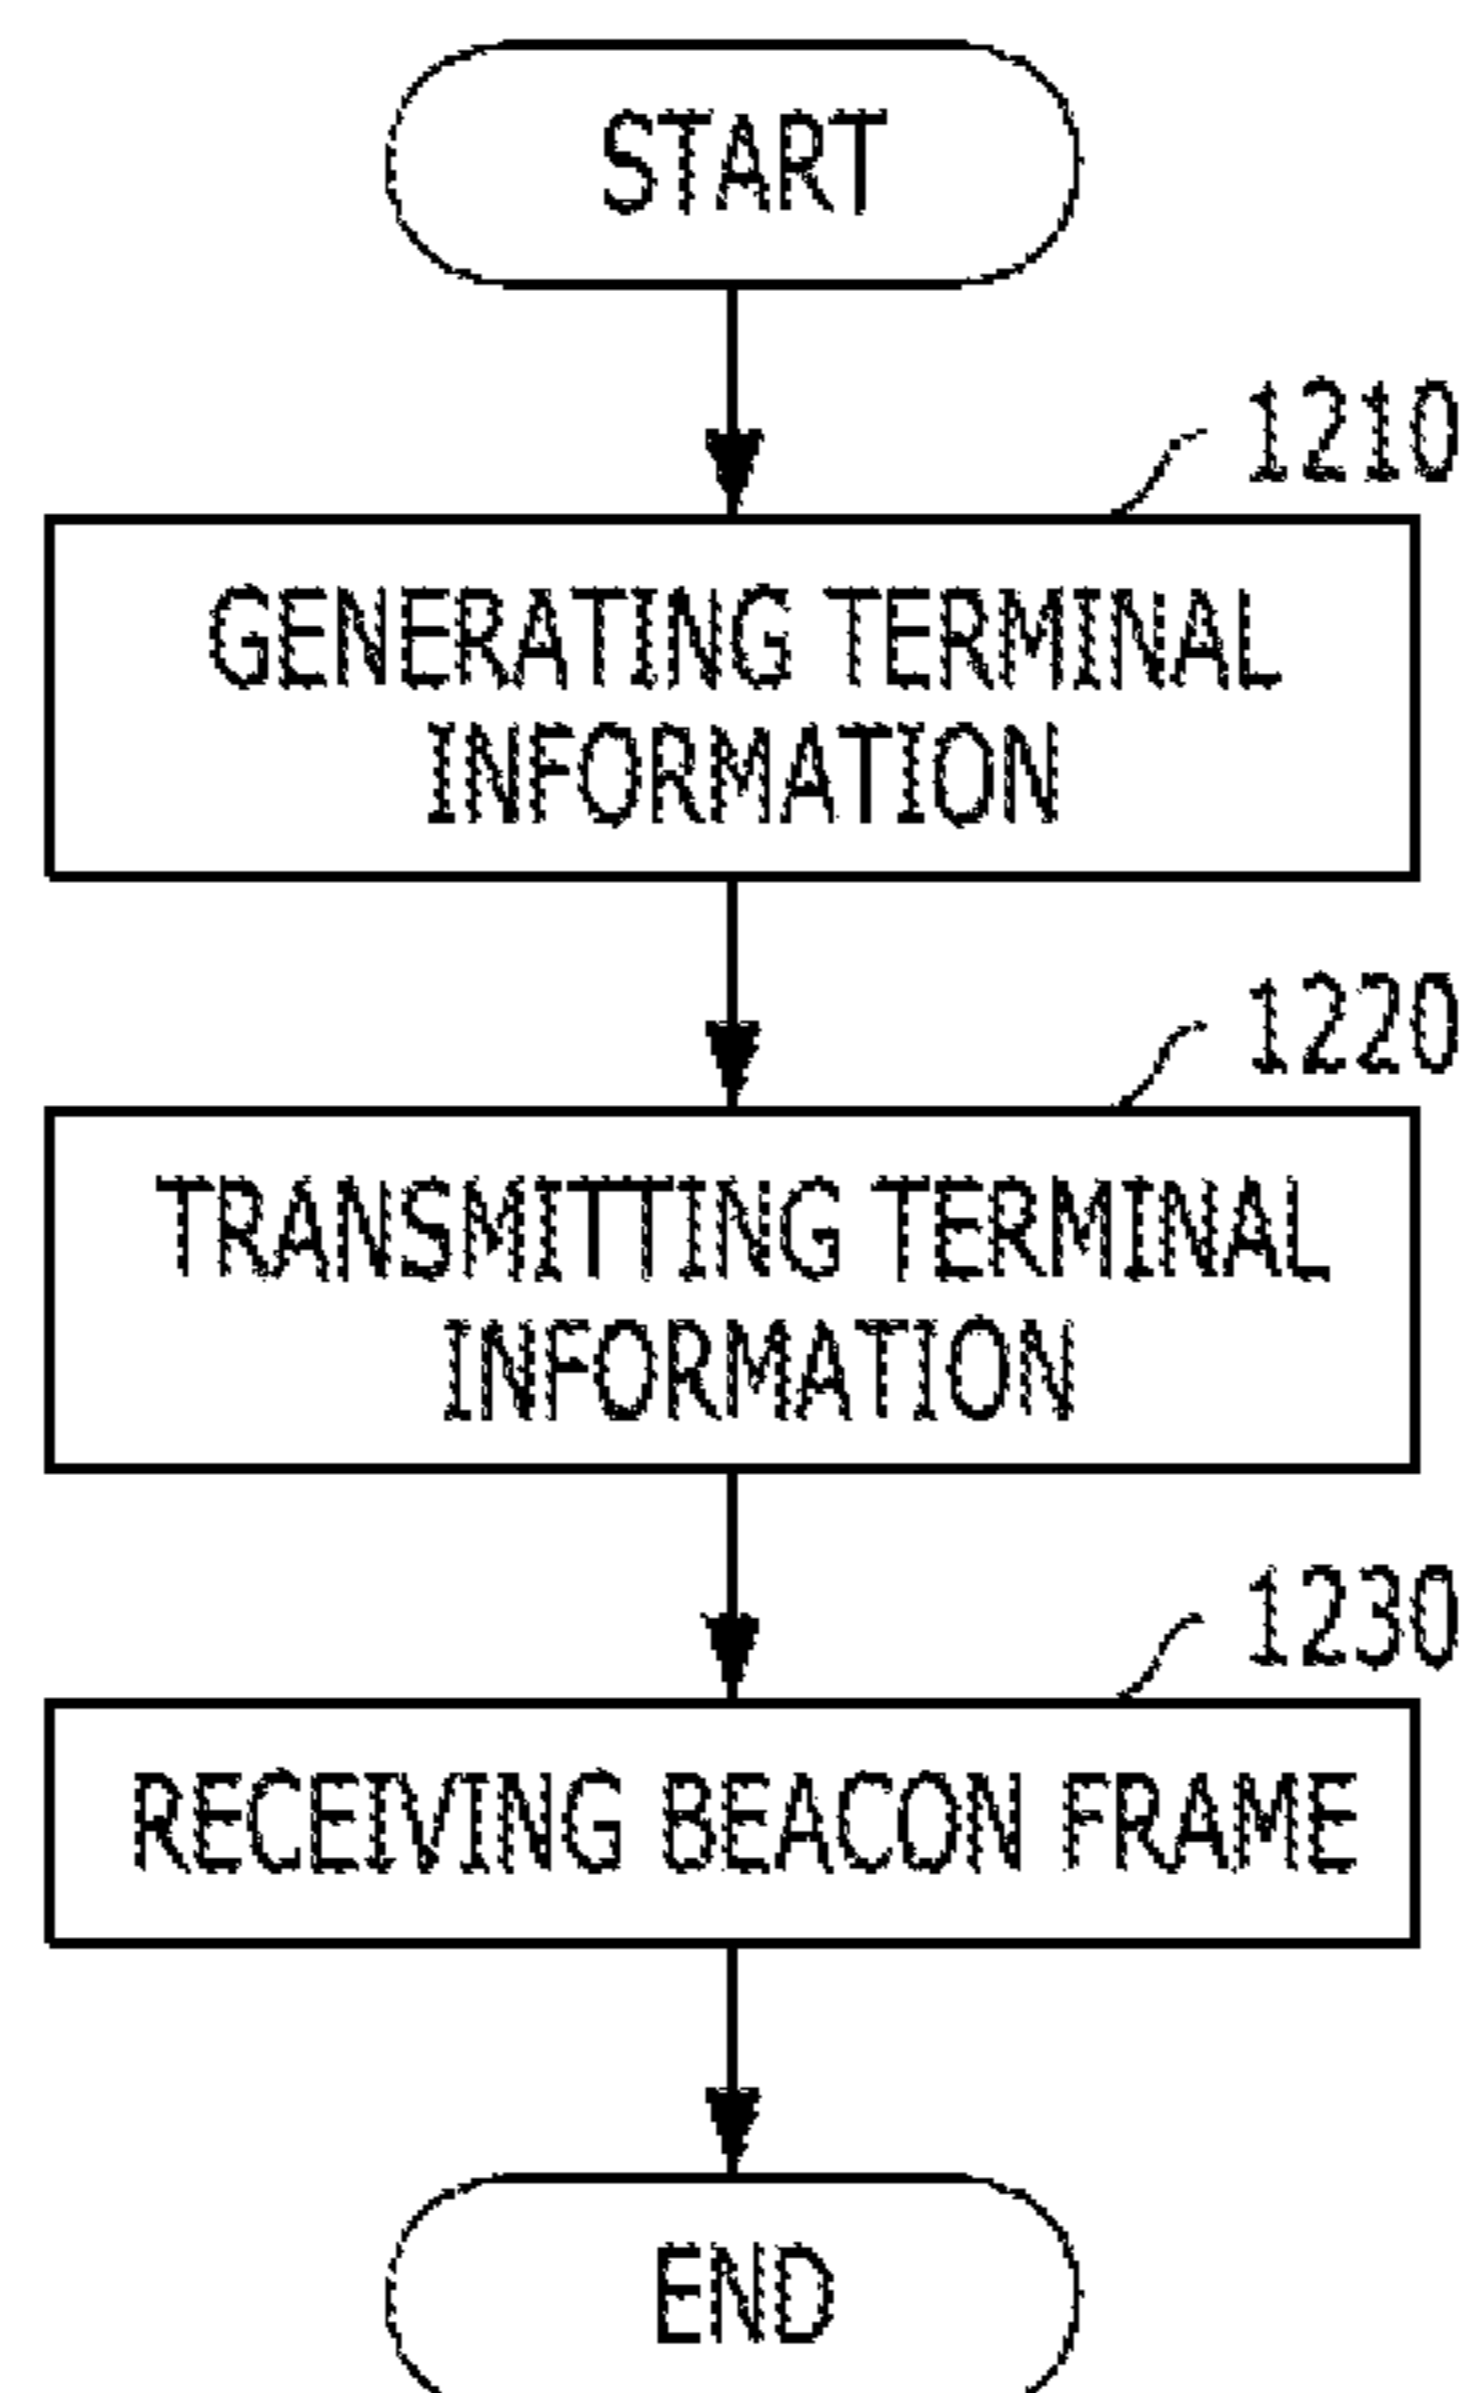 START
1210
GENERATING TERMINAL
INFORMATION
1220
TRANSMITTING TERMINAL
INFORMATION
1230
RECEIVING BEACON FRAME
END